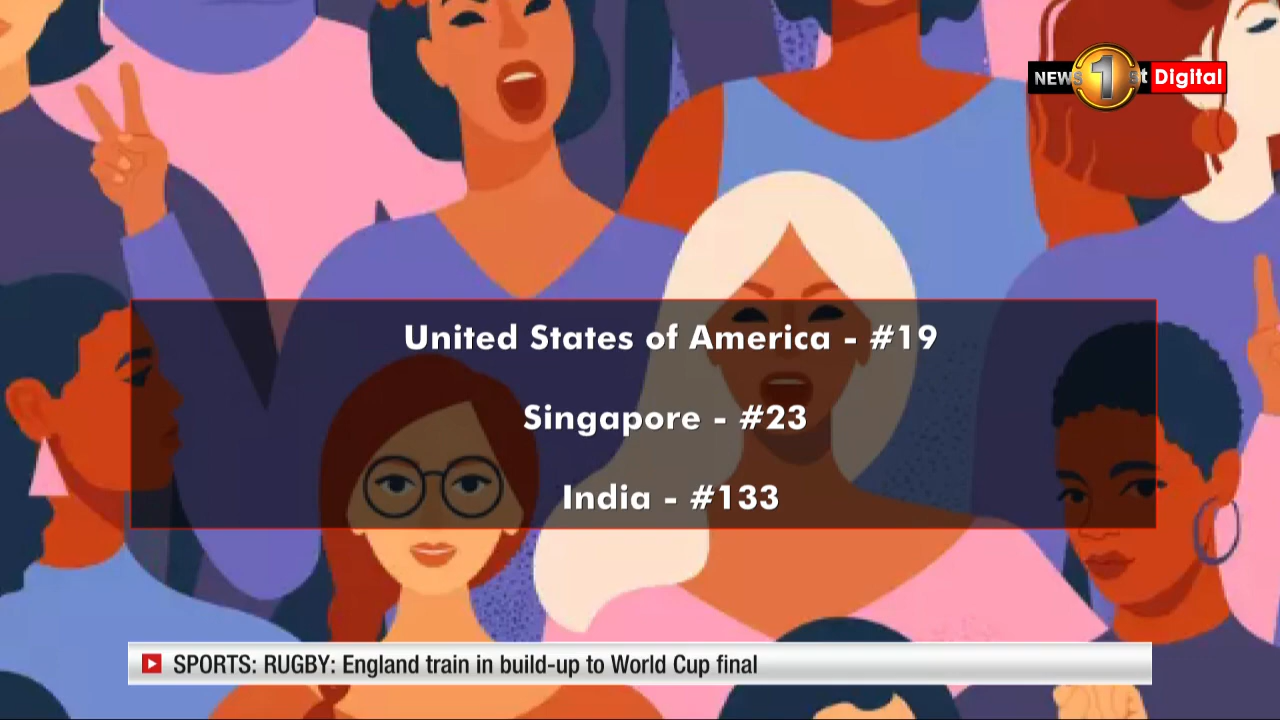 NEWS 1st Digital
United States of America - #19
Singapore - #23
India - #133
SPORTS: RUGBY: England train in build-up to World Cup final